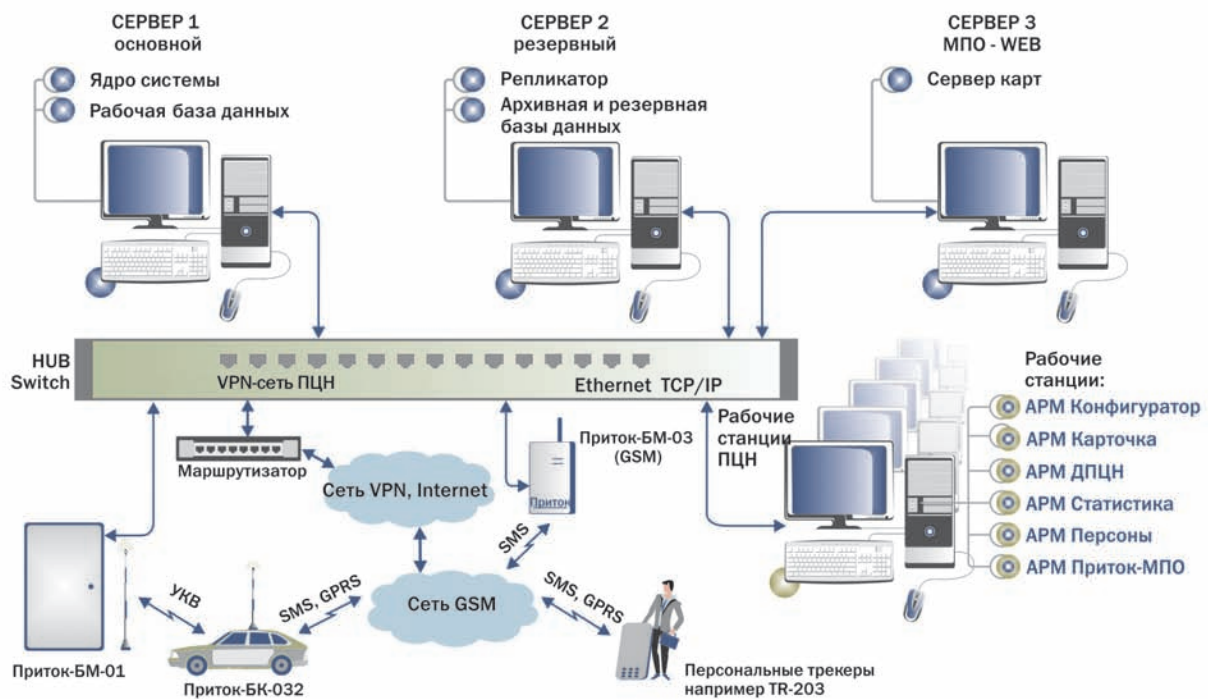 СЕРВЕР 1
основной
Ядро системы
Рабочая база данных
СЕРВЕР 2
резервный
Репликатор
Архивная и резервная
базы данных
СЕРВЕР 3
МПО - WEB
Сервер карт
HUB
Switch
VPN-сеть ПЦН
Ethernet TCP/IP
Маршрутизатор
Сеть VPN, Internet
Приток-БМ-03
(GSM)
Приток
Рабочие
станции
ПЦН
Рабочие
станции:
АРМ Конфигуратор
АРМ Карточка
АРМ ДПЦН
АРМ Статистика
АРМ Персоны
АРМ Приток-МПО
SMS
УКВ
SMS, GPRS
Сеть GSM
SMS, GPRS
Приток-БМ-01
Приток-БК-032
Персональные трекеры
например TR-203